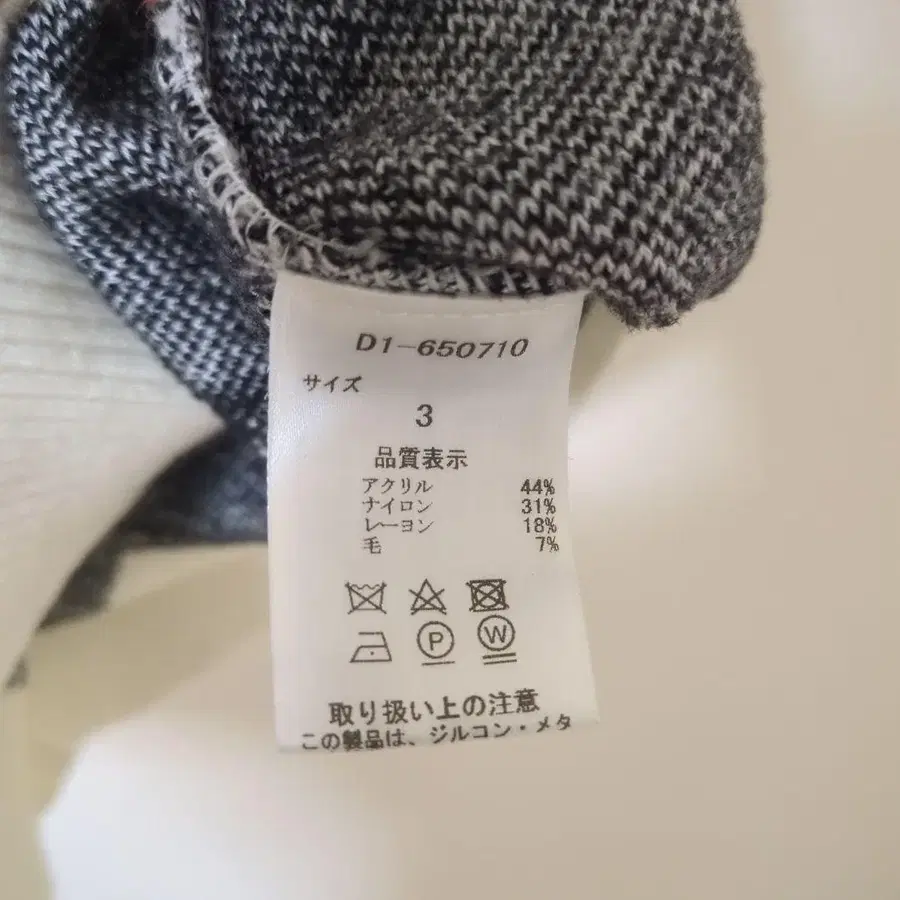 D1-650710
サイズ
3
品質表示
アクリル 44%
ナイロン 31%
レーヨン 18%
毛 7%
P W
取り扱い上の注意
この製品は、ジルコン・メタ